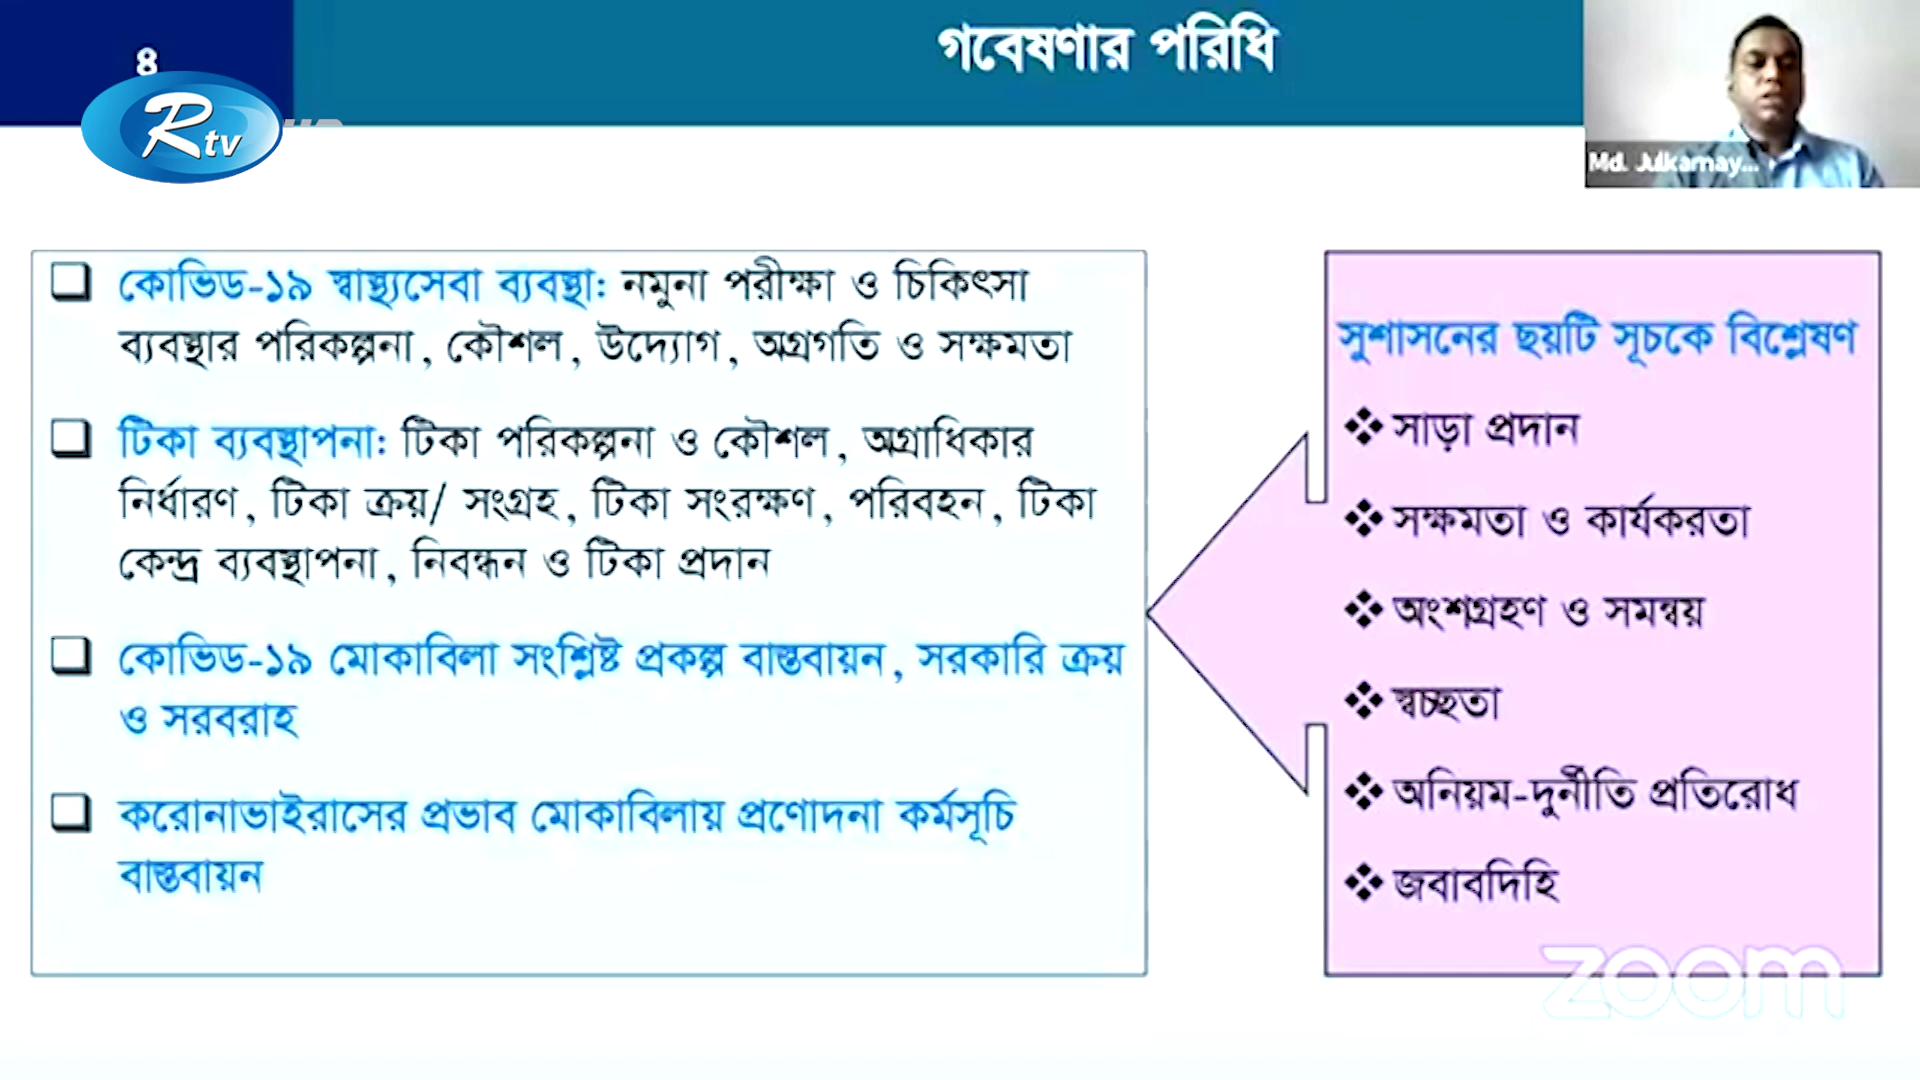 ৪
গবেষণার পরিধি
Rtv
Md. Julkarnay...
কোভিড-১৯ স্বাস্থ্যসেবা ব্যবস্থা: নমুনা পরীক্ষা ও চিকিৎসা
ব্যবস্থার পরিকল্পনা, কৌশল, উদ্যোগ, অগ্রগতি ও সক্ষমতা
টিকা ব্যবস্থাপনা: টিকা পরিকল্পনা ও কৌশল, অগ্রাধিকার
নির্ধারণ, টিকা ক্রয়/ সংগ্রহ, টিকা সংরক্ষণ, পরিবহন, টিকা
কেন্দ্র ব্যবস্থাপনা, নিবন্ধন ও টিকা প্রদান
কোভিড-১৯ মোকাবিলা সংশ্লিষ্ট প্রকল্প বাস্তবায়ন, সরকারি ক্রয়
ও সরবরাহ
করোনাভাইরাসের প্রভাব মোকাবিলায় প্রণোদনা কর্মসূচি
বাস্তবায়ন
সুশাসনের ছয়টি সূচকে বিশ্লেষণ
সাড়া প্রদান
সক্ষমতা ও কার্যকরতা
অংশগ্রহণ ও সমন্বয়
স্বচ্ছতা
অনিয়ম-দুর্নীতি প্রতিরোধ
জবাবদিহি
zoom